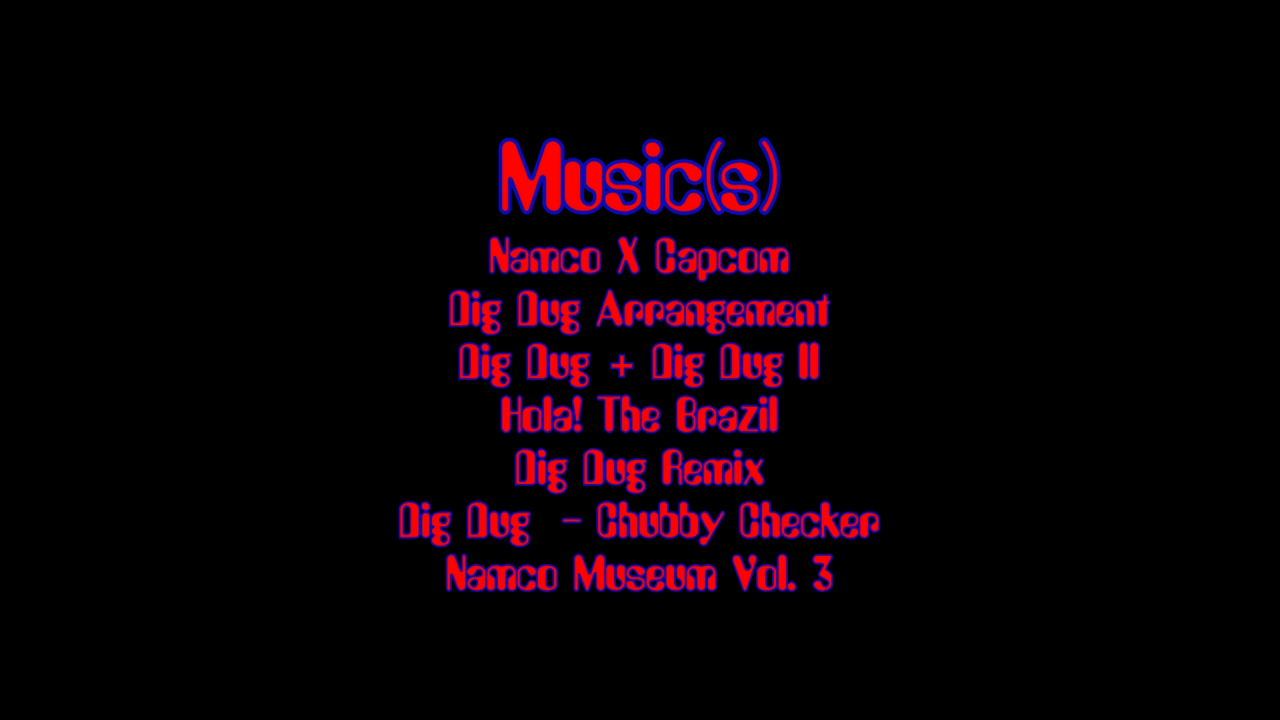 Music(s)
Namco X Capcom
Dig Dug Arrangement
Dig Dug + Dig Dug II
Hola! The Brazil
Dig Dug Remix
Dig Dug - Chubby Checker
Namco Museum Vol. 3